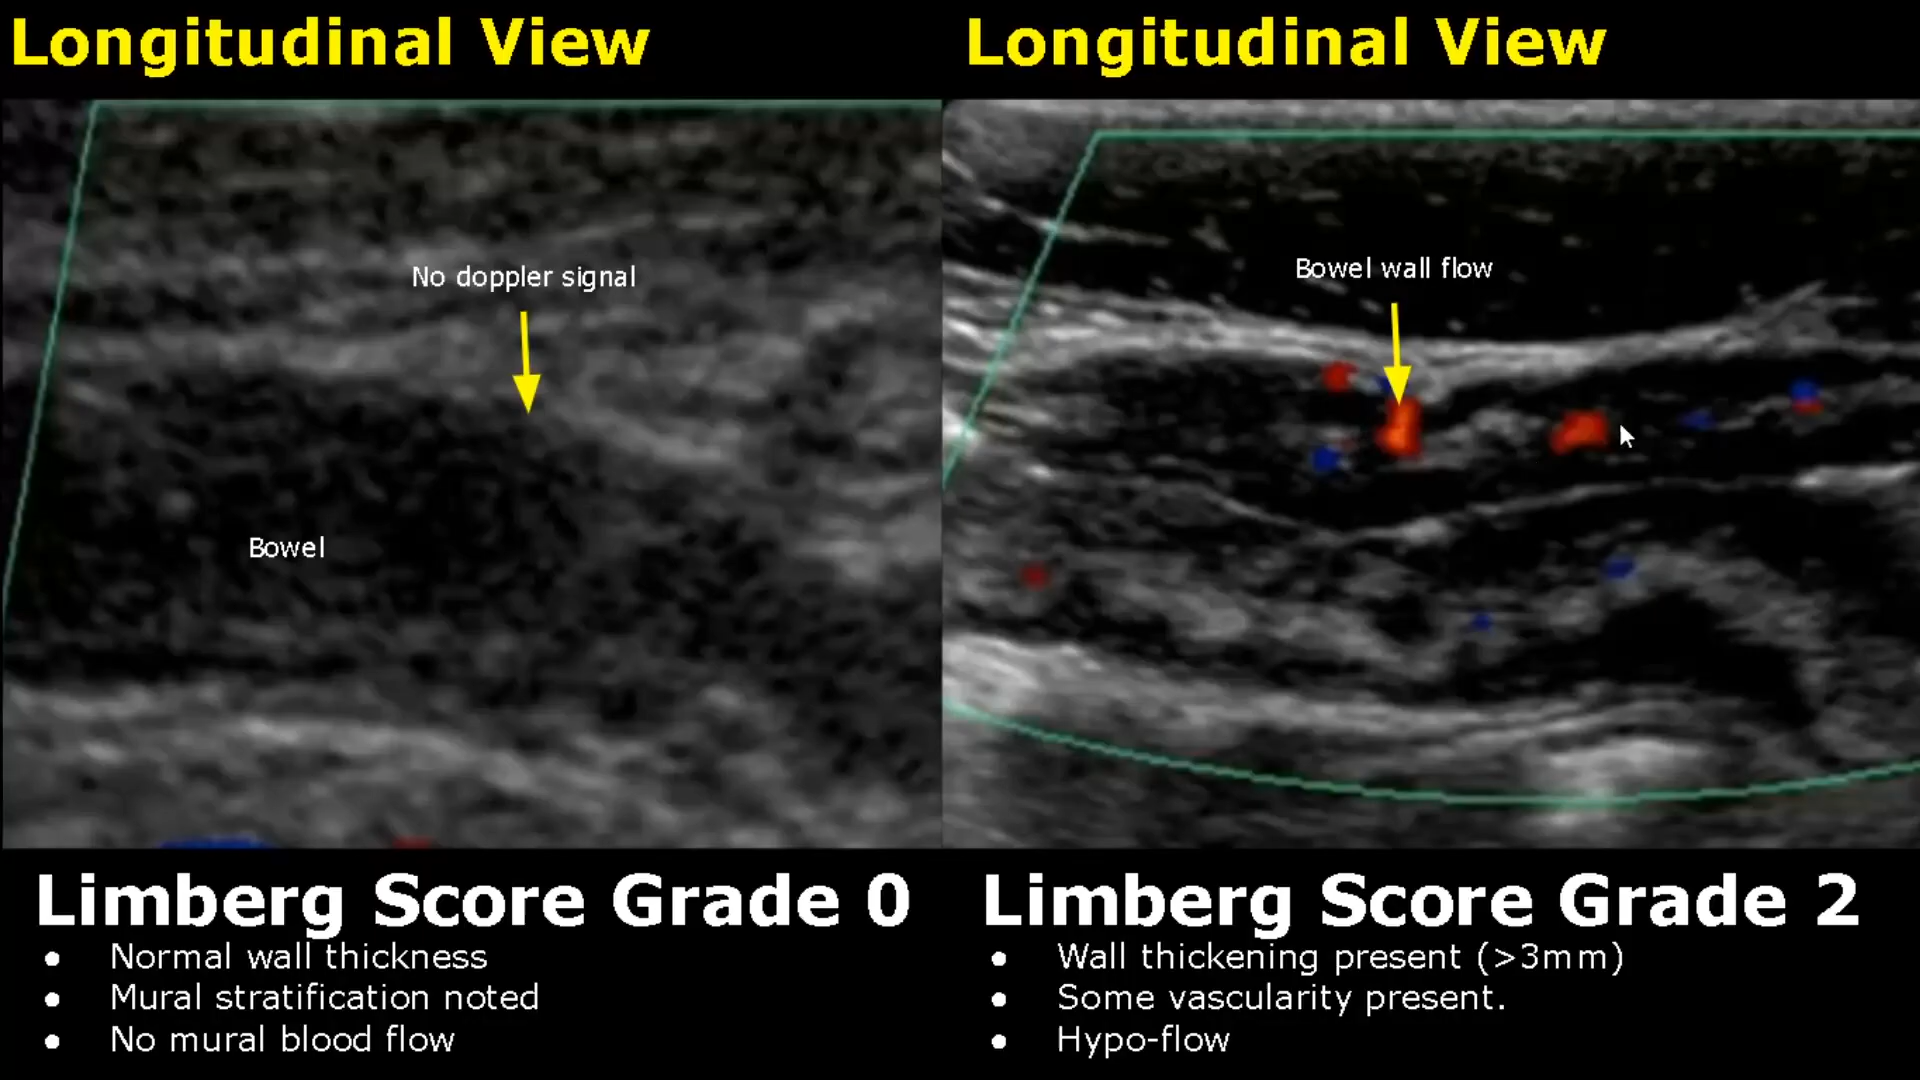 Longitudinal View
No doppler signal
Bowel
Limberg Score Grade 0
• Normal wall thickness
• Mural stratification noted
• No mural blood flow
Longitudinal View
Bowel wall flow
Limberg Score Grade 2
• Wall thickening present (>3mm)
• Some vascularity present.
• Hypo-flow